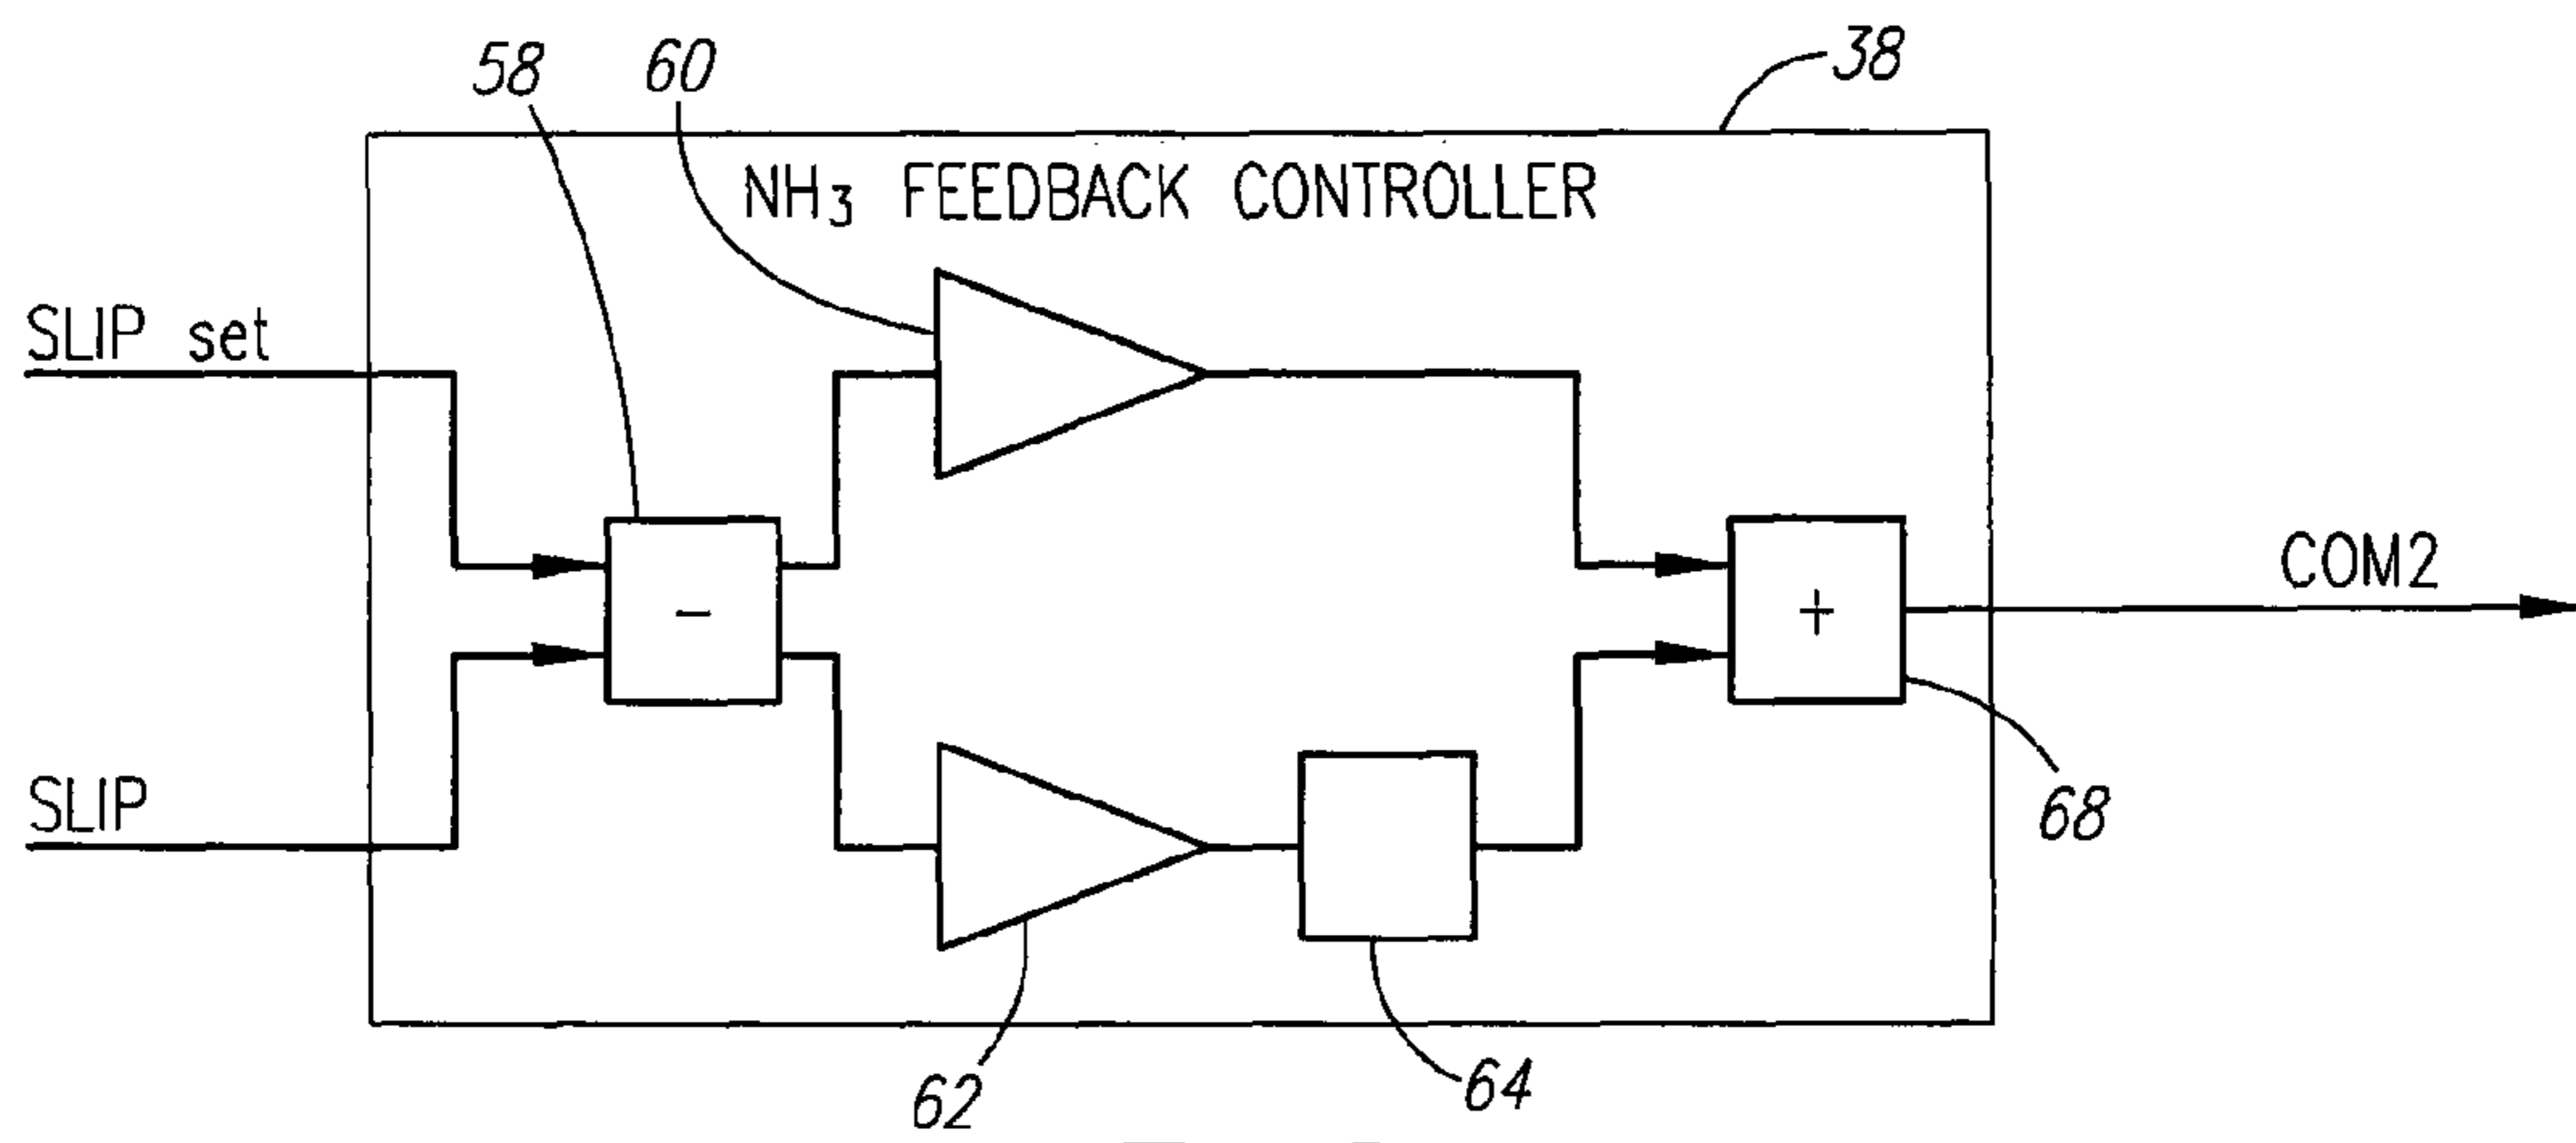 58
60
38
NH₃ FEEDBACK CONTROLLER
SLIP set
-
+
COM2
SLIP
68
62
64